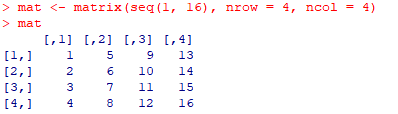 > mat <- matrix(seq(1, 16), nrow = 4, ncol = 4)
> mat
     [,1] [,2] [,3] [,4]
[1,]    1    5    9   13
[2,]    2    6   10   14
[3,]    3    7   11   15
[4,]    4    8   12   16